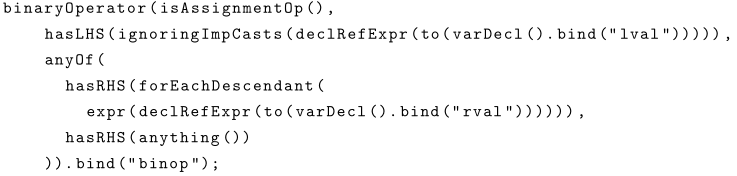 binaryOperator(isAssignmentOp(),
hasLHS(ignoringImpCasts(declRefExpr(to(varDecl().bind("lval"))))),
anyOf(
hasRHS(forEachDescendant(
expr(declRefExpr(to(varDecl().bind("rval")))))),
hasRHS(anything())
)).bind("binop");